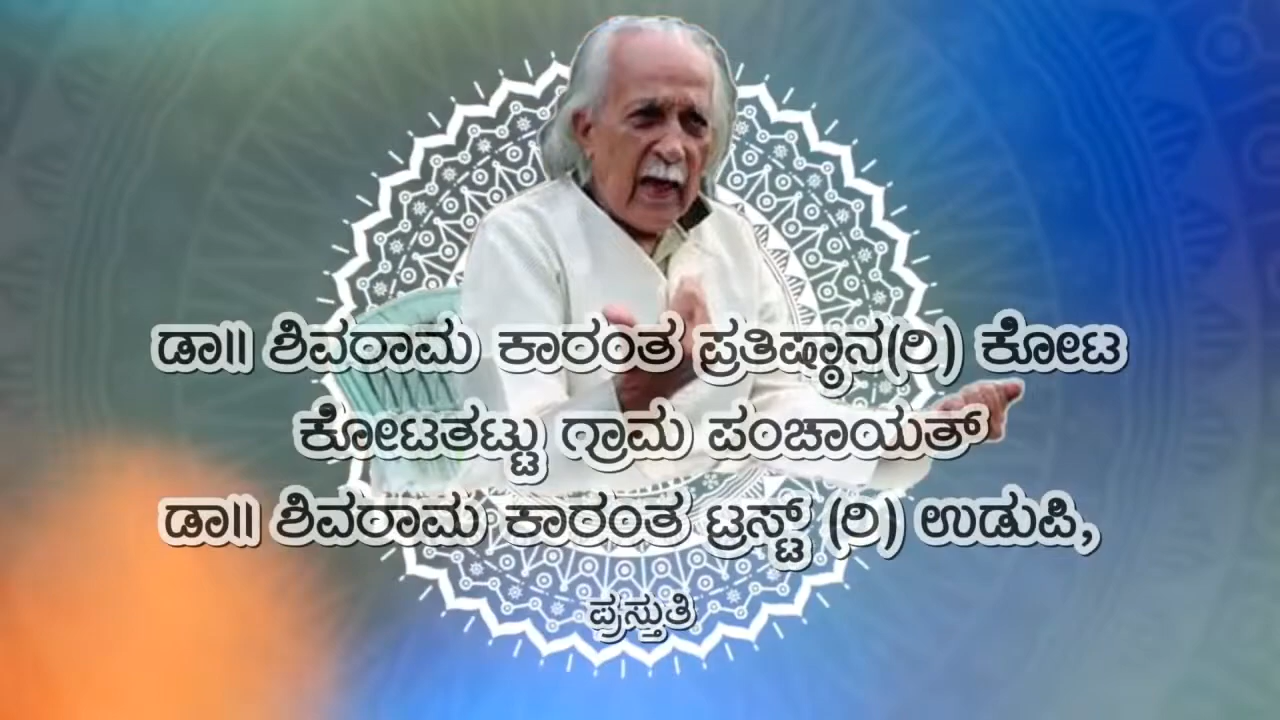 ಡಾ॥ ಶಿವರಾಮ ಕಾರಂತ ಪ್ರತಿಷ್ಠಾನ(ರಿ) ಕೋಟ
ಕೋಟತಟ್ಟು ಗ್ರಾಮ ಪಂಚಾಯತ್
ಡಾ॥ ಶಿವರಾಮ ಕಾರಂತ ಟ್ರಸ್ಟ್ (ರಿ) ಉಡುಪಿ,
ಪ್ರಸ್ತುತಿ